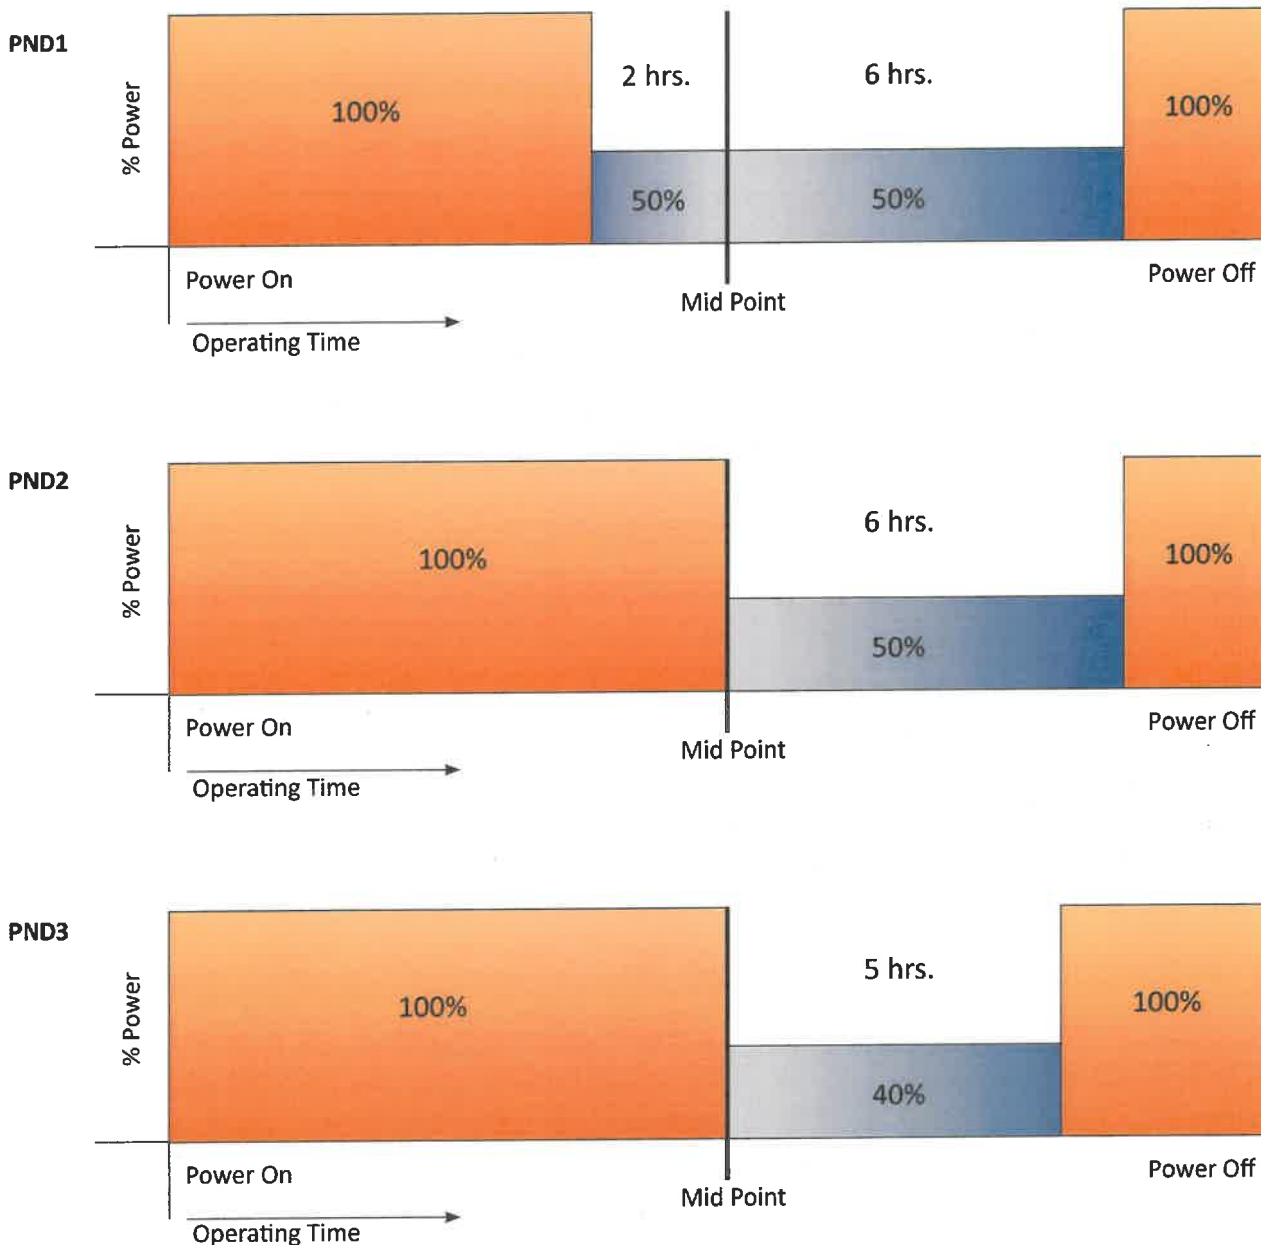 PND1
% Power
100%
2 hrs.
6 hrs.
100%
50%
50%
Power On
Mid Point
Power Off
Operating Time
PND2
% Power
100%
6 hrs.
100%
50%
Power On
Mid Point
Power Off
Operating Time
PND3
% Power
100%
5 hrs.
100%
40%
Power On
Mid Point
Power Off
Operating Time